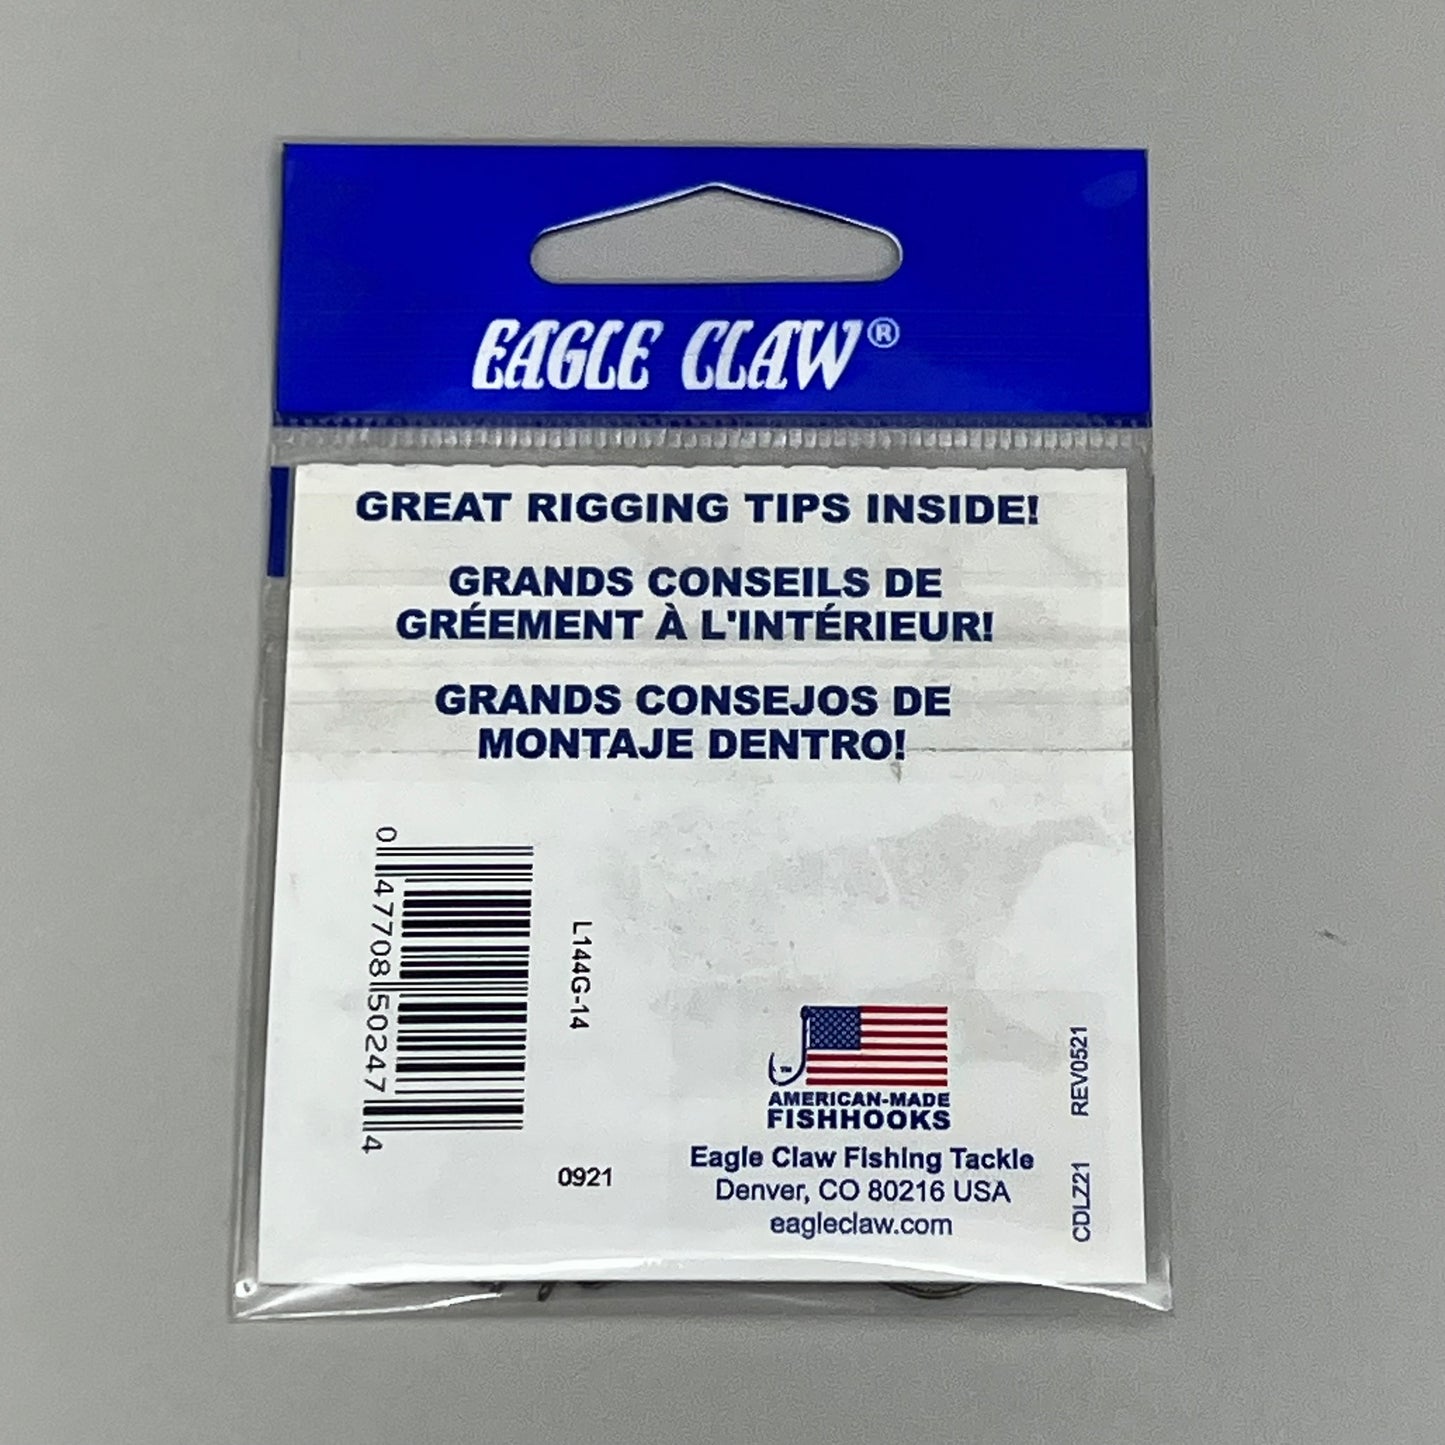 EAGLE CLAW®
GREAT RIGGING TIPS INSIDE!
GRANDS CONSEILS DE
GRÉEMENT À L'INTÉRIEUR!
GRANDS CONSEJOS DE
MONTAJE DENTRO!
0 47708 50247 4
L144G-14
0921
TM
AMERICAN-MADE
FISHHOOKS
Eagle Claw Fishing Tackle
Denver, CO 80216 USA
eagleclaw.com
CDLZ21 REV0521